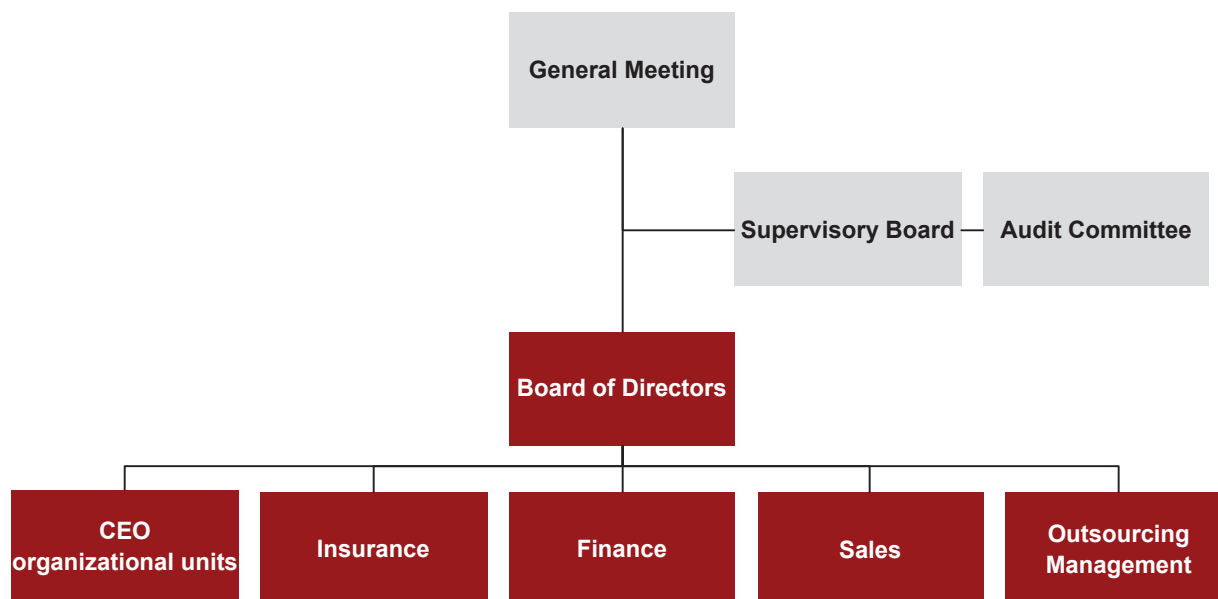 General Meeting
Supervisory Board
Audit Committee
Board of Directors
CEO
organizational units
Insurance
Finance
Sales
Outsourcing
Management